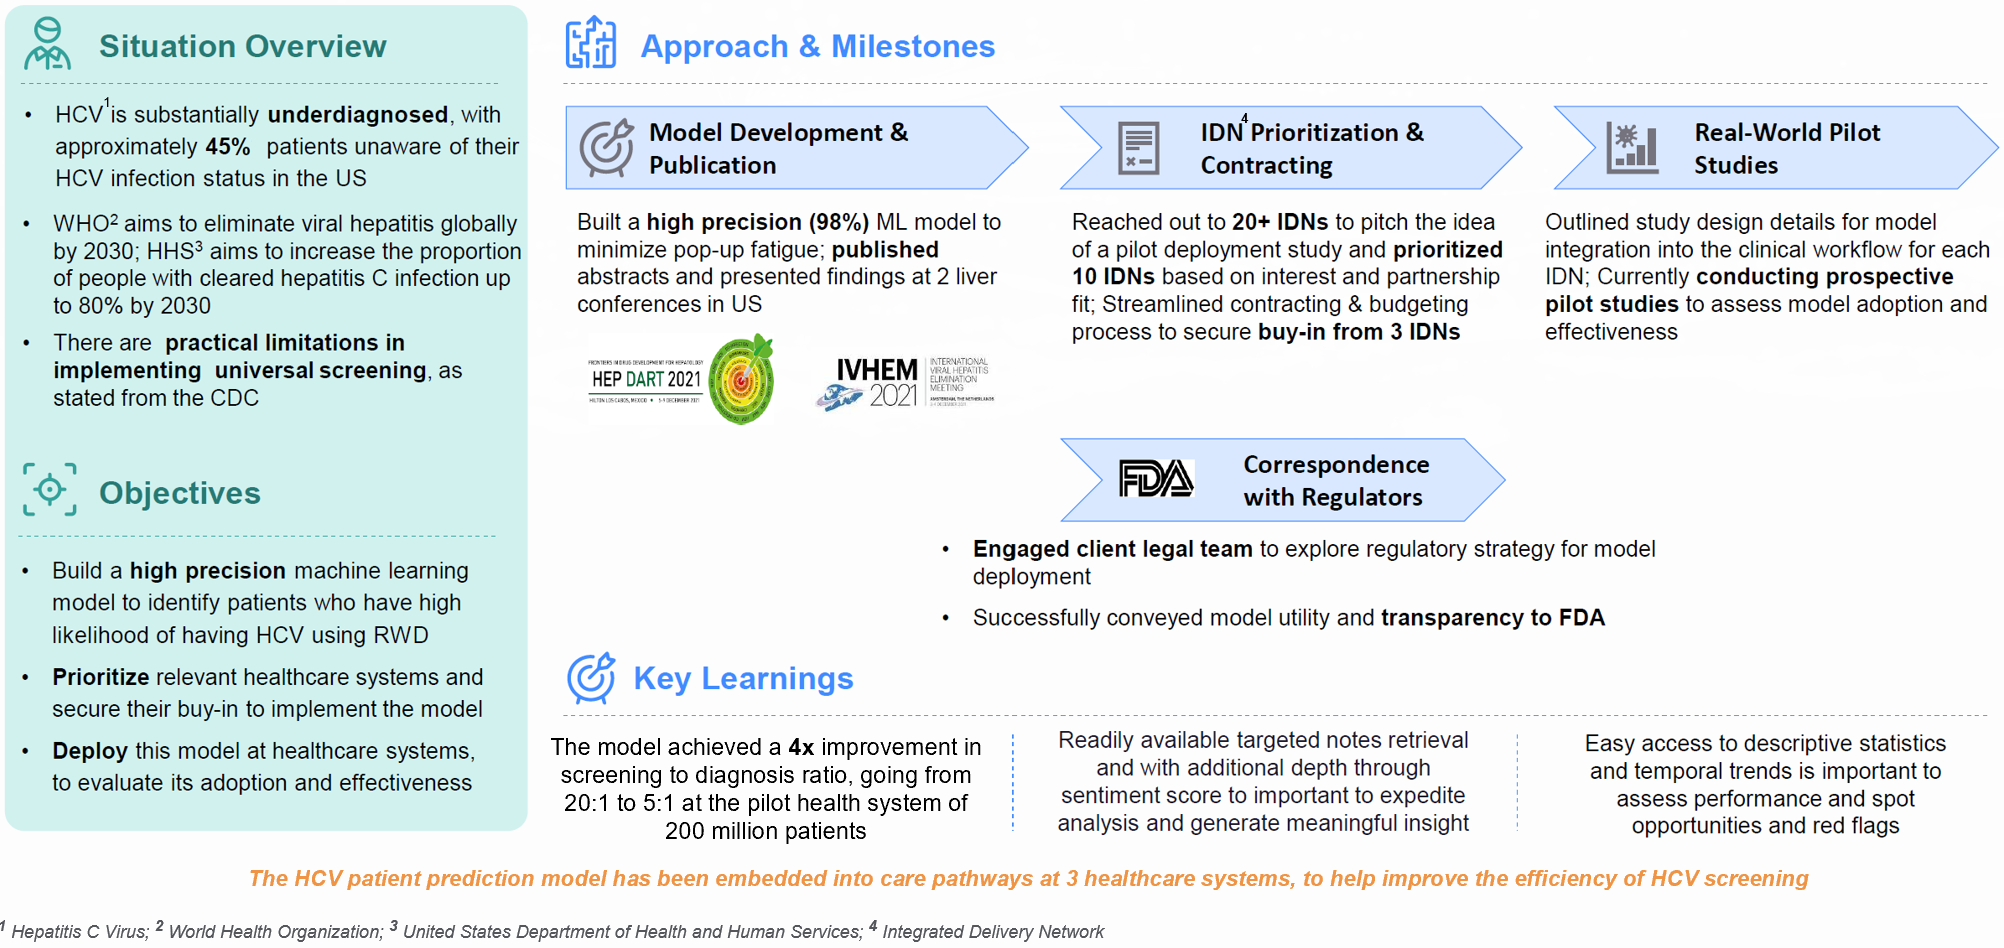 Situation Overview
HCV¹is substantially underdiagnosed, with
approximately 45% patients unaware of their
HCV infection status in the US
WHO² aims to eliminate viral hepatitis globally
by 2030; HHS³ aims to increase the proportion
of people with cleared hepatitis C infection up
to 80% by 2030
There are practical limitations in
implementing universal screening, as
stated from the CDC
Objectives
Build a high precision machine learning
model to identify patients who have high
likelihood of having HCV using RWD
Prioritize relevant healthcare systems and
secure their buy-in to implement the model
Deploy this model at healthcare systems,
to evaluate its adoption and effectiveness
Approach & Milestones
Model Development &
Publication
Built a high precision (98%) ML model to
minimize pop-up fatigue; published
abstracts and presented findings at 2 liver
conferences in US
FRONTIERS IN DRUG DEVELOPMENT FOR HEPATOLOGY
HEP DART 2021
HILTON LOS CABOS, MEXICO • 5-9 DECEMBER 2021
IVHEM
2021
INTERNATIONAL
VIRAL HEPATITIS
ELIMINATION
MEETING
AMSTERDAM, THE NETHERLANDS
IDN⁴ Prioritization &
Contracting
Reached out to 20+ IDNs to pitch the idea
of a pilot deployment study and prioritized
10 IDNs based on interest and partnership
fit; Streamlined contracting & budgeting
process to secure buy-in from 3 IDNs
Real-World Pilot
Studies
Outlined study design details for model
integration into the clinical workflow for each
IDN; Currently conducting prospective
pilot studies to assess model adoption and
effectiveness
FDA
Correspondence
with Regulators
Engaged client legal team to explore regulatory strategy for model
deployment
Successfully conveyed model utility and transparency to FDA
Key Learnings
The model achieved a 4x improvement in
screening to diagnosis ratio, going from
20:1 to 5:1 at the pilot health system of
200 million patients
Readily available targeted notes retrieval
and with additional depth through
sentiment score to important to expedite
analysis and generate meaningful insight
Easy access to descriptive statistics
and temporal trends is important to
assess performance and spot
opportunities and red flags
The HCV patient prediction model has been embedded into care pathways at 3 healthcare systems, to help improve the efficiency of HCV screening
¹ Hepatitis C Virus; ² World Health Organization; ³ United States Department of Health and Human Services; ⁴ Integrated Delivery Network